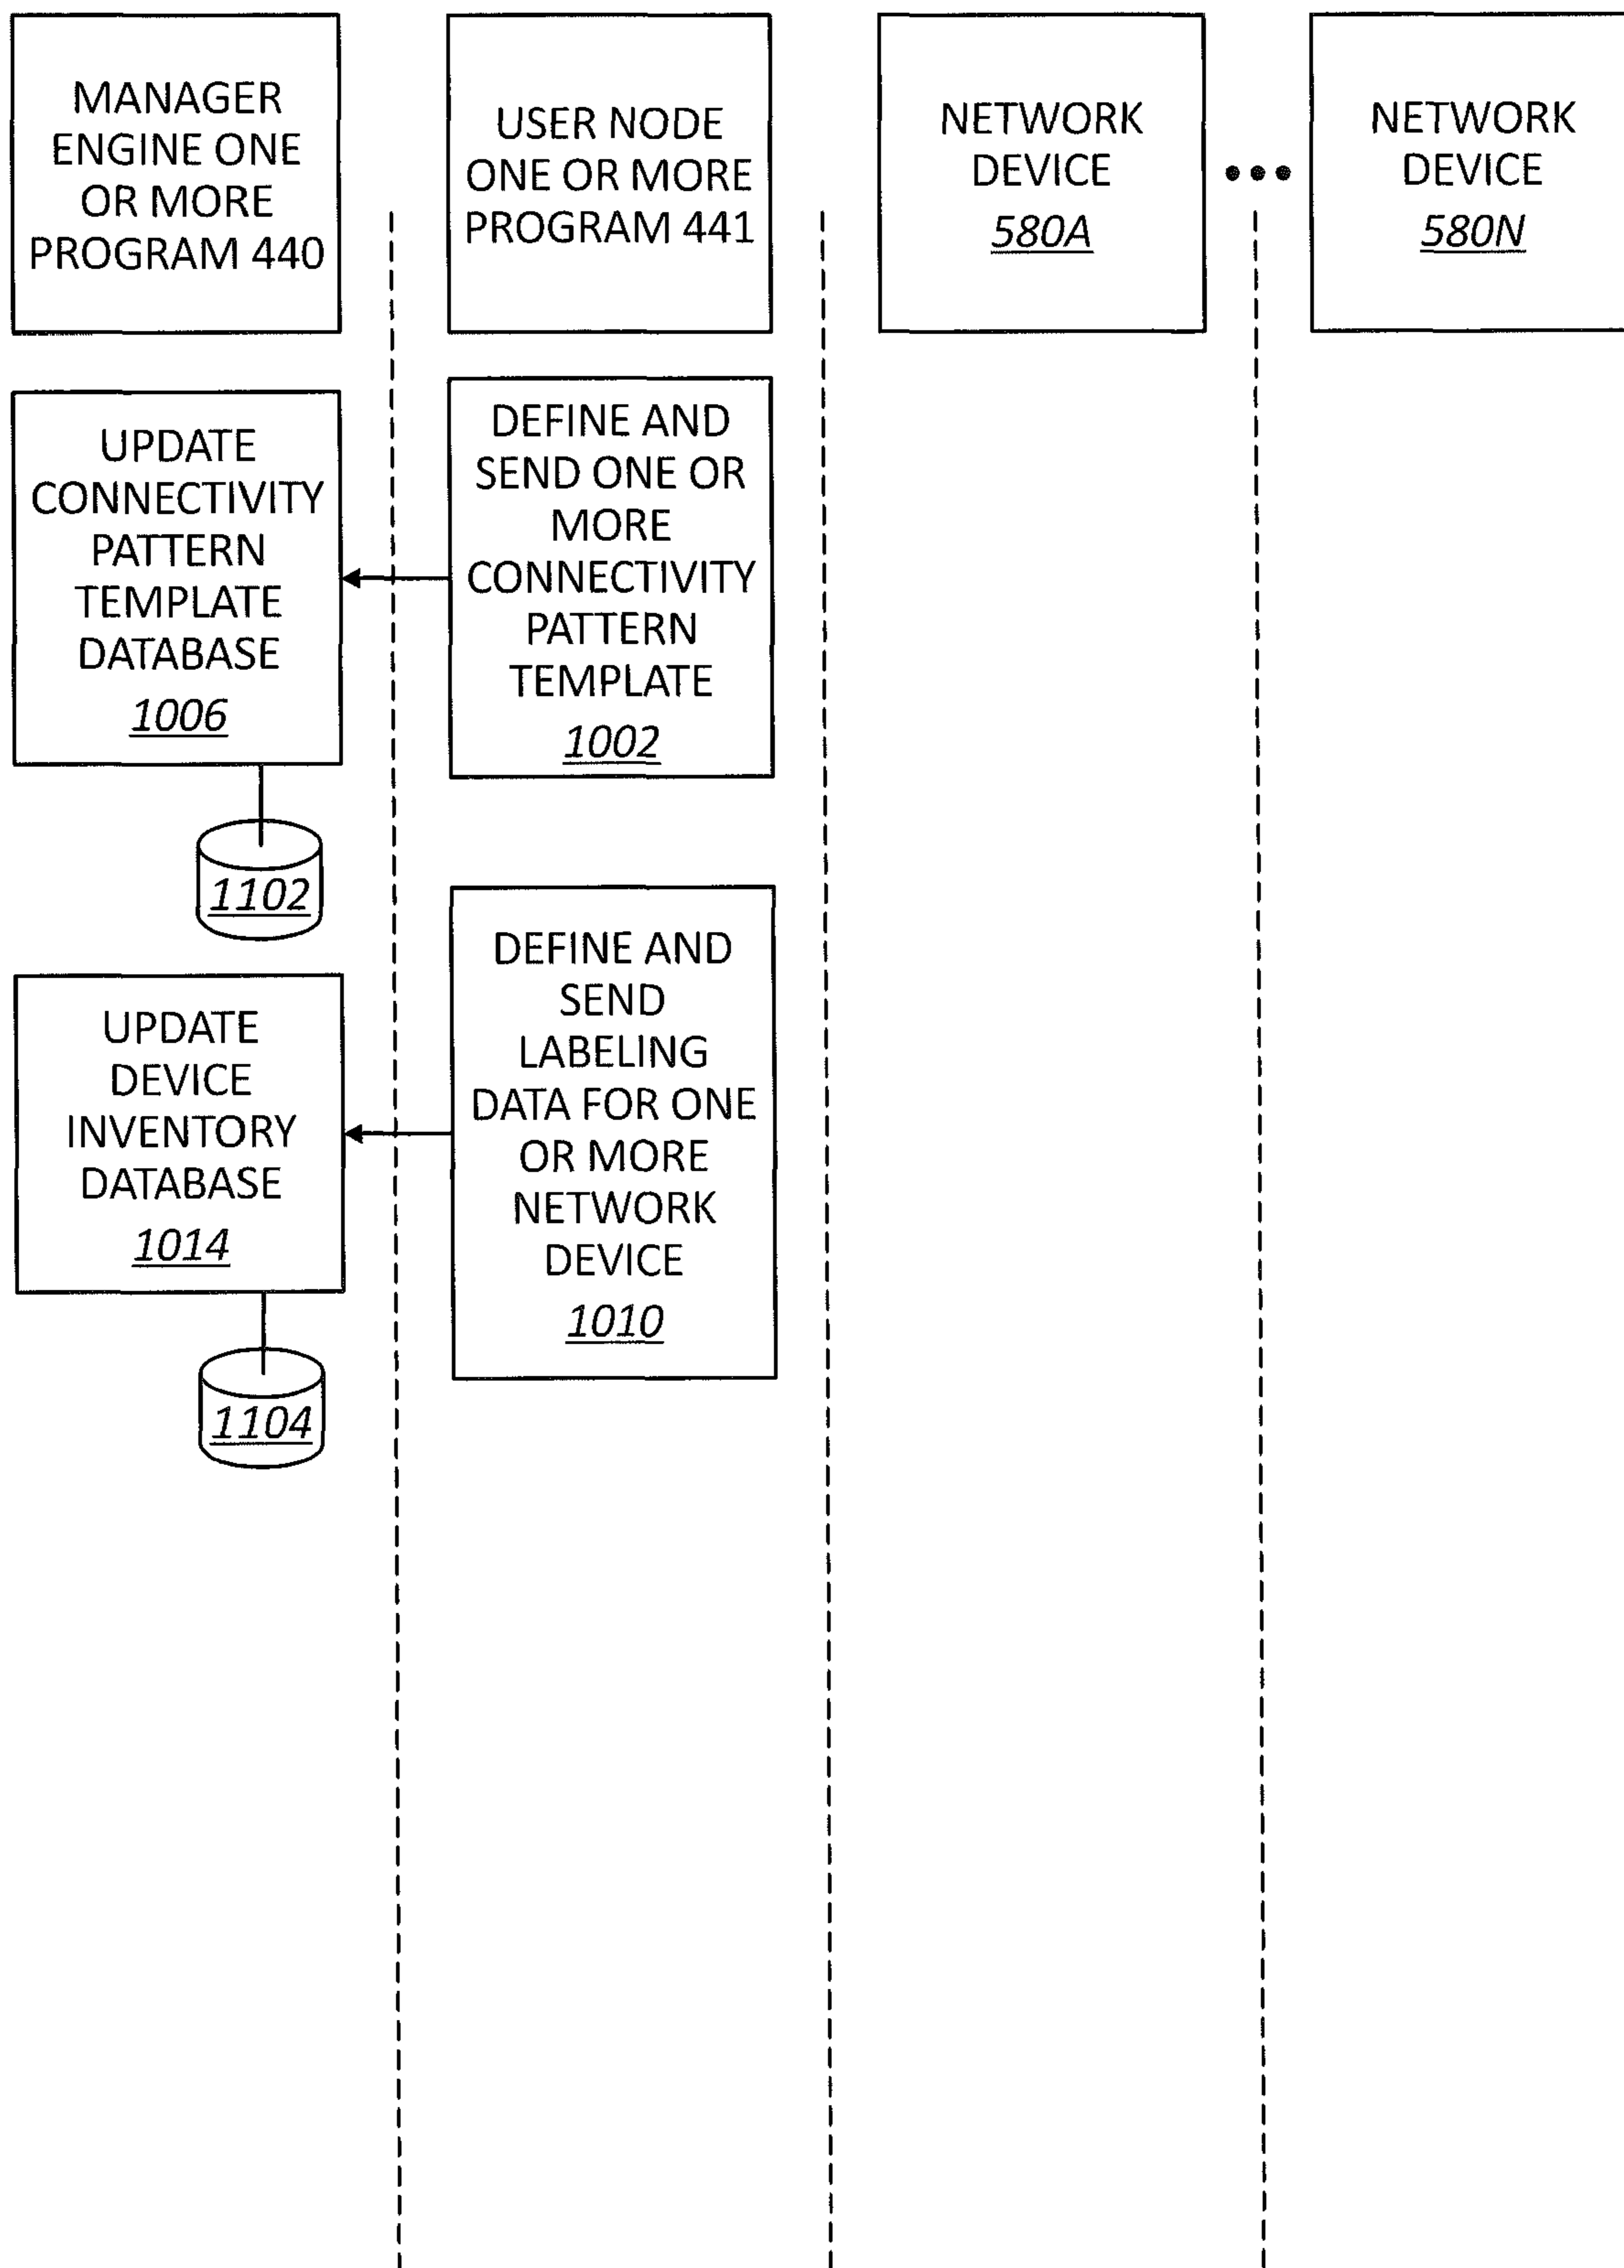 MANAGER
ENGINE ONE
OR MORE
PROGRAM 440
USER NODE
ONE OR MORE
PROGRAM 441
NETWORK
DEVICE
580A
NETWORK
DEVICE
580N
UPDATE
CONNECTIVITY
PATTERN
TEMPLATE
DATABASE
1006
DEFINE AND
SEND ONE OR
MORE
CONNECTIVITY
PATTERN
TEMPLATE
1002
1102
UPDATE
DEVICE
INVENTORY
DATABASE
1014
DEFINE AND
SEND
LABELING
DATA FOR ONE
OR MORE
NETWORK
DEVICE
1010
1104